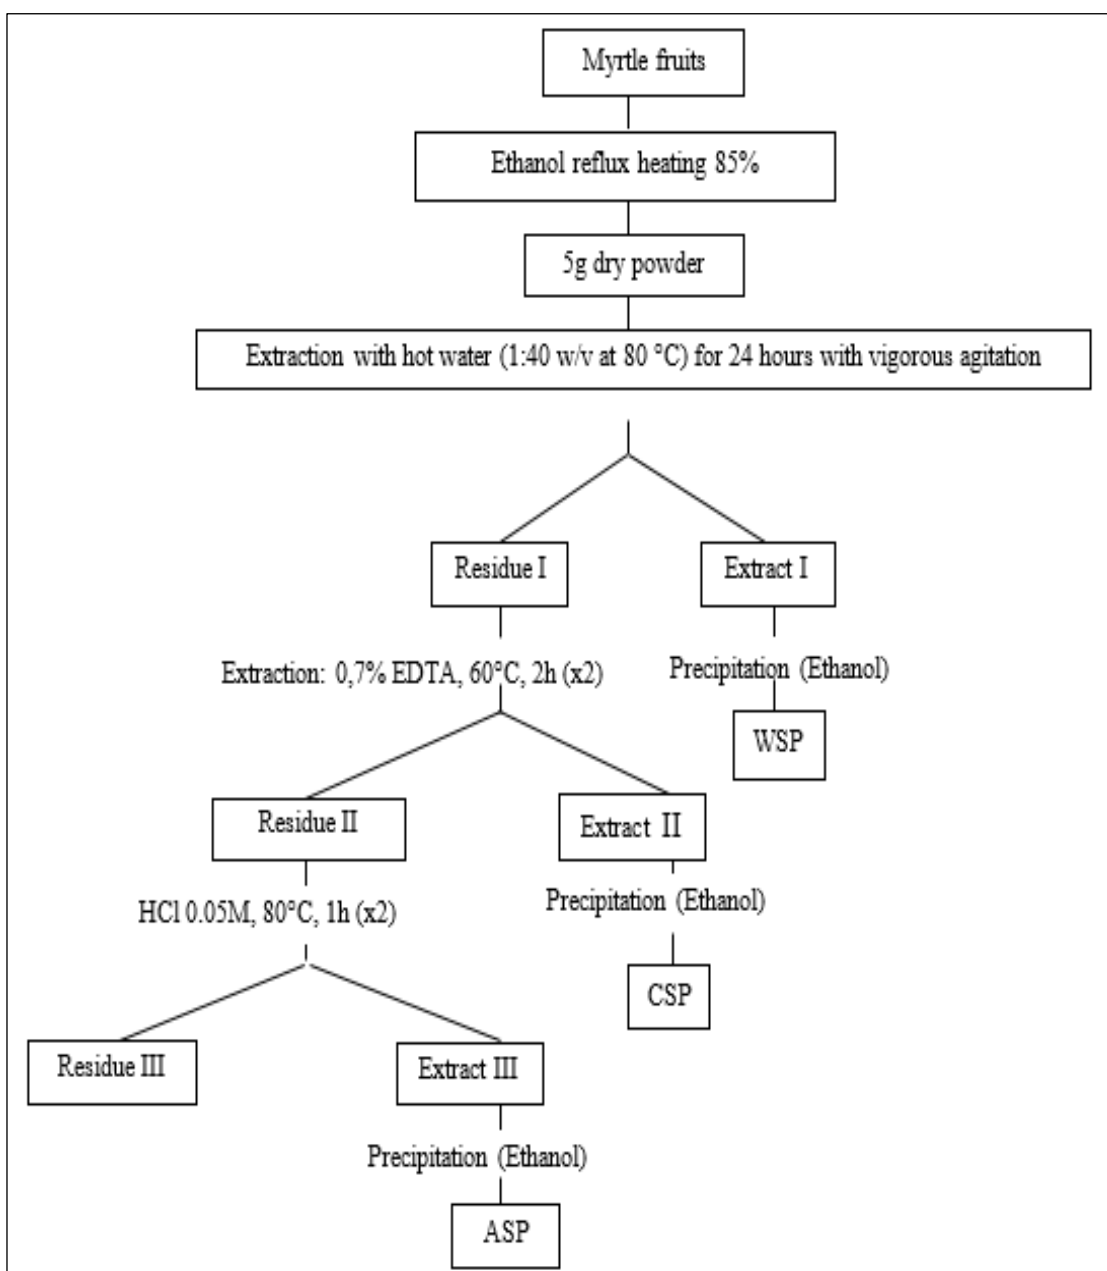 Myrtle fruits
Ethanol reflux heating 85%
5g dry powder
Extraction with hot water (1:40 w/v at 80 °C) for 24 hours with vigorous agitation
Residue I
Extract I
Extraction: 0,7% EDTA, 60°C, 2h (x2)
Precipitation (Ethanol)
WSP
Residue II
Extract II
HCl 0.05M, 80°C, 1h (x2)
Precipitation (Ethanol)
CSP
Residue III
Extract III
Precipitation (Ethanol)
ASP